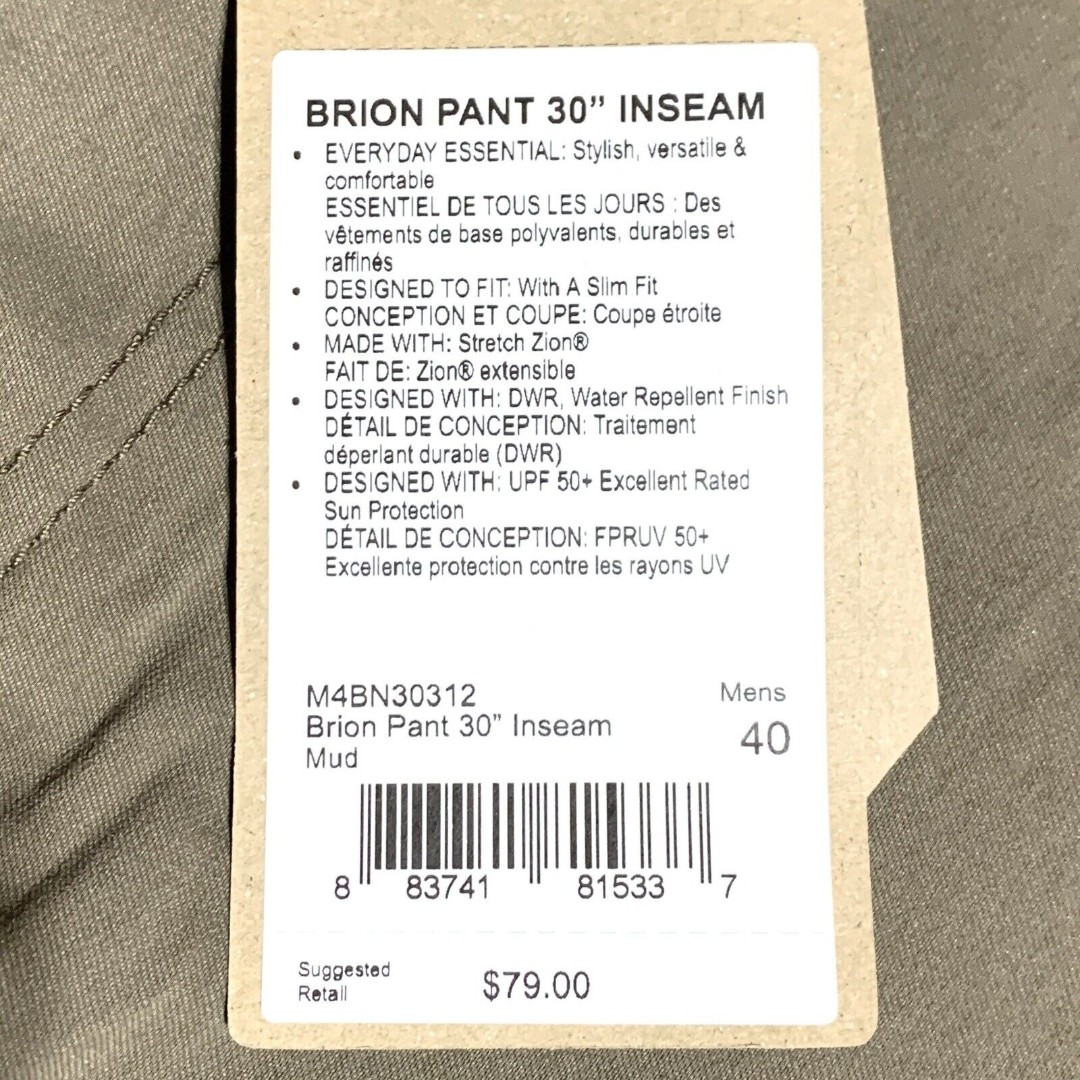 BRION PANT 30” INSEAM
• EVERYDAY ESSENTIAL: Stylish, versatile &
comfortable
ESSENTIEL DE TOUS LES JOURS : Des
vêtements de base polyvalents, durables et
raffinés
• DESIGNED TO FIT: With A Slim Fit
CONCEPTION ET COUPE: Coupe étroite
• MADE WITH: Stretch Zion®
FAIT DE: Zion® extensible
• DESIGNED WITH: DWR, Water Repellent Finish
DÉTAIL DE CONCEPTION: Traitement
déperlant durable (DWR)
• DESIGNED WITH: UPF 50+ Excellent Rated
Sun Protection
DÉTAIL DE CONCEPTION: FPRUV 50+
Excellente protection contre les rayons UV
M4BN30312
Brion Pant 30” Inseam
Mud
Mens
40
8 83741 81533 7
Suggested
Retail
$79.00